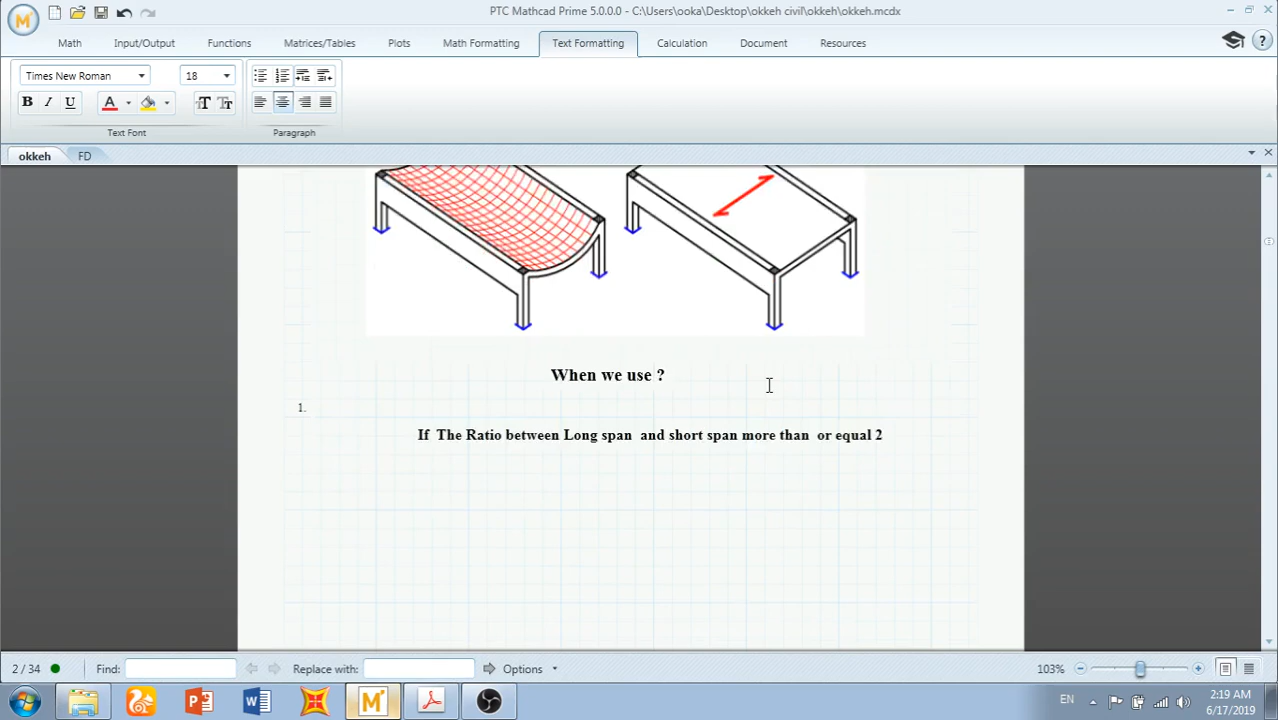 PTC Mathcad Prime 5.0.0.0 - C:\Users\ooka\Desktop\okkeh civil\okkeh\okkeh.mcdx
Math Input/Output Functions Matrices/Tables Plots Math Formatting Text Formatting Calculation Document Resources
Times New Roman 18
B I U A
Text Font Paragraph
okkeh FD
When we use ?
1.
If The Ratio between Long span and short span more than or equal 2
2 / 34 Find: Replace with: Options 103%
EN 2:19 AM
6/17/2019